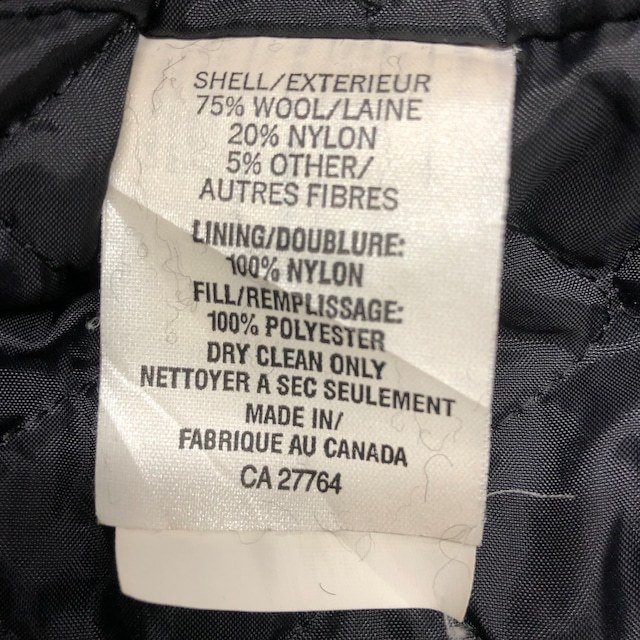 SHELL/EXTERIEUR
75% WOOL/LAINE
20% NYLON
5% OTHER/
AUTRES FIBRES
LINING/DOUBLURE:
100% NYLON
FILL/REMPLISSAGE:
100% POLYESTER
DRY CLEAN ONLY
NETTOYER A SEC SEULEMENT
MADE IN/
FABRIQUE AU CANADA
CA 27764